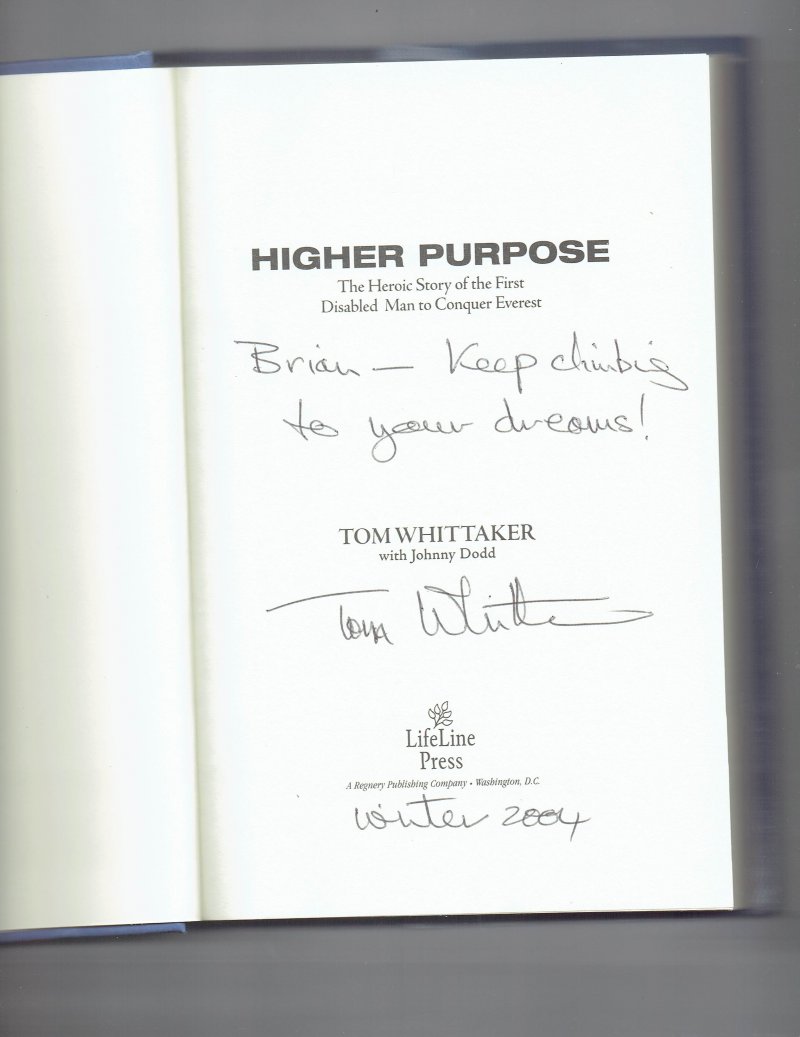 HIGHER PURPOSE
The Heroic Story of the First
Disabled Man to Conquer Everest
Brian — Keep climbing
to your dreams!
TOM WHITTAKER
with Johnny Dodd
Tom Whittaker
LifeLine
Press
A Regnery Publishing Company • Washington, D.C.
winter 2004